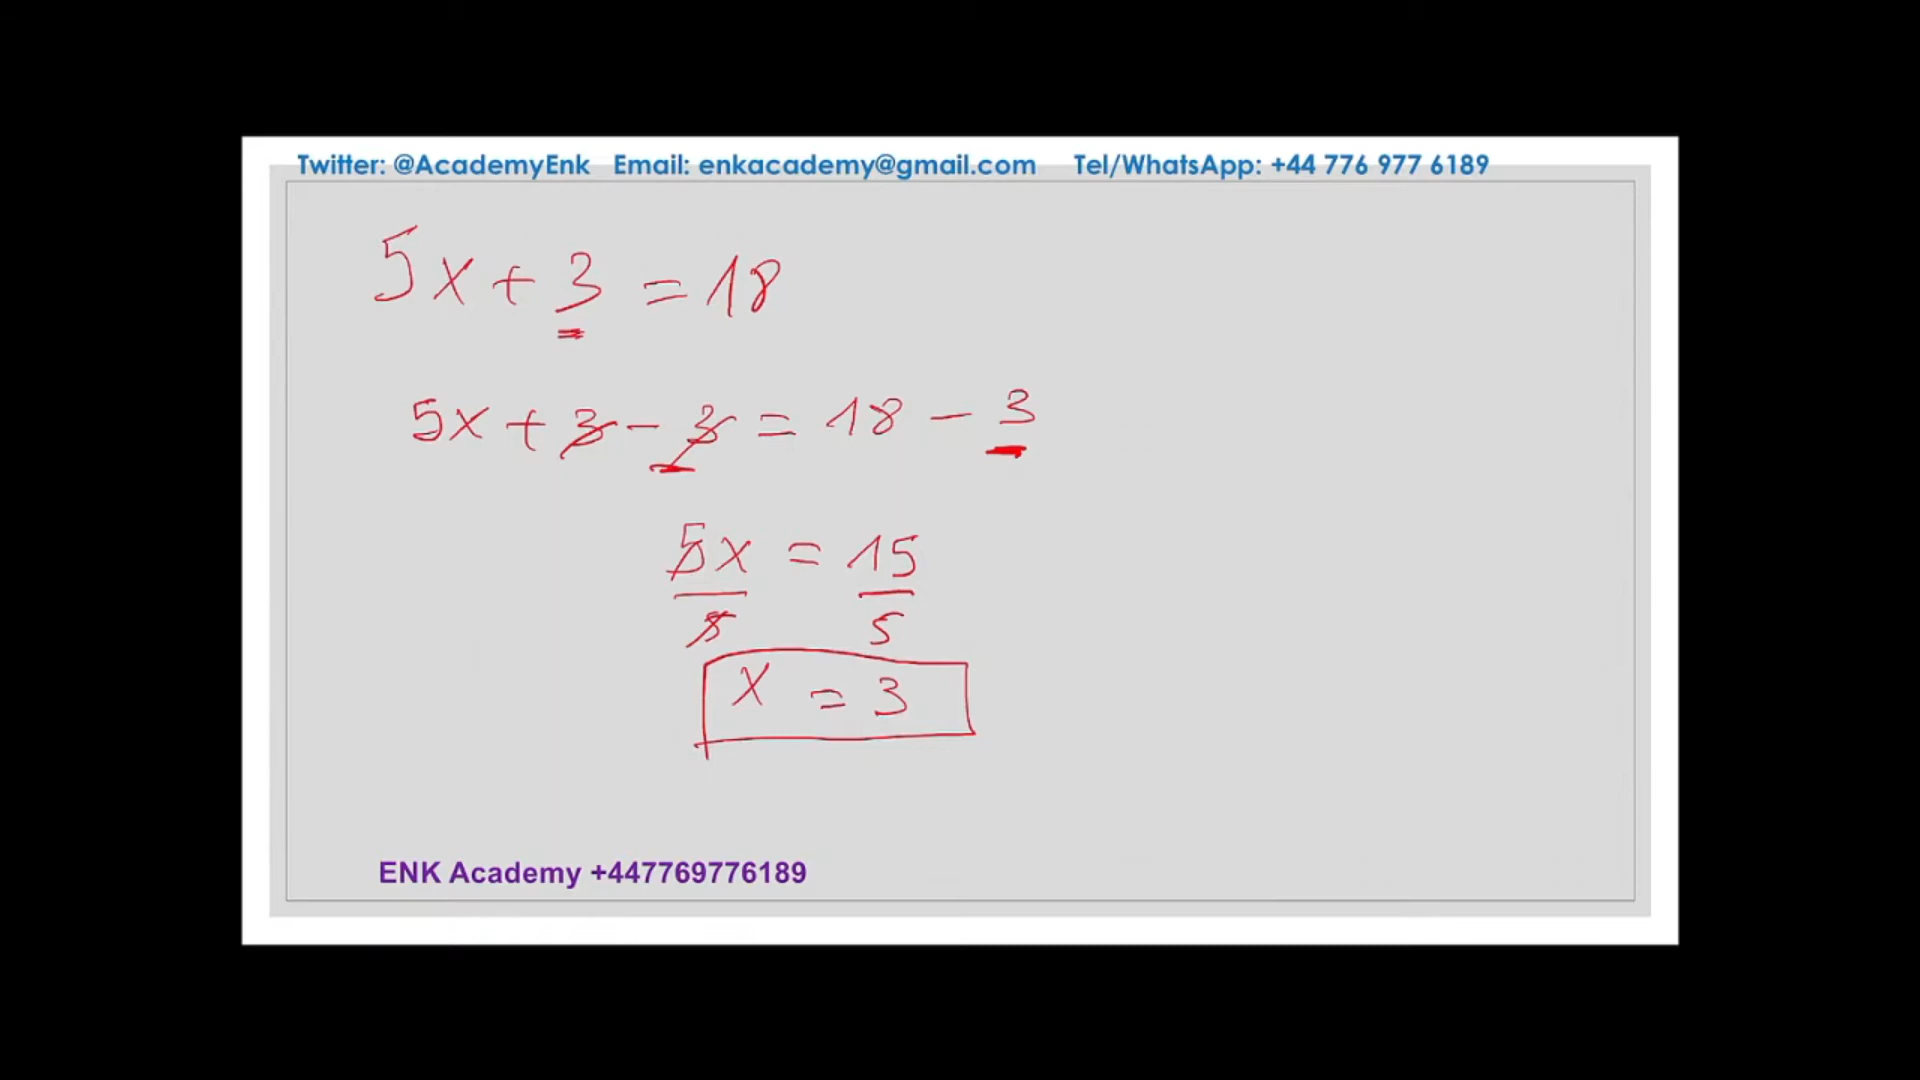 Twitter: @AcademyEnk Email: enkacademy@gmail.com Tel/WhatsApp: +44 776 977 6189
5x + 3 = 18
5x + 3 - 3 = 18 - 3
5x = 15
5 5
x = 3
ENK Academy +447769776189